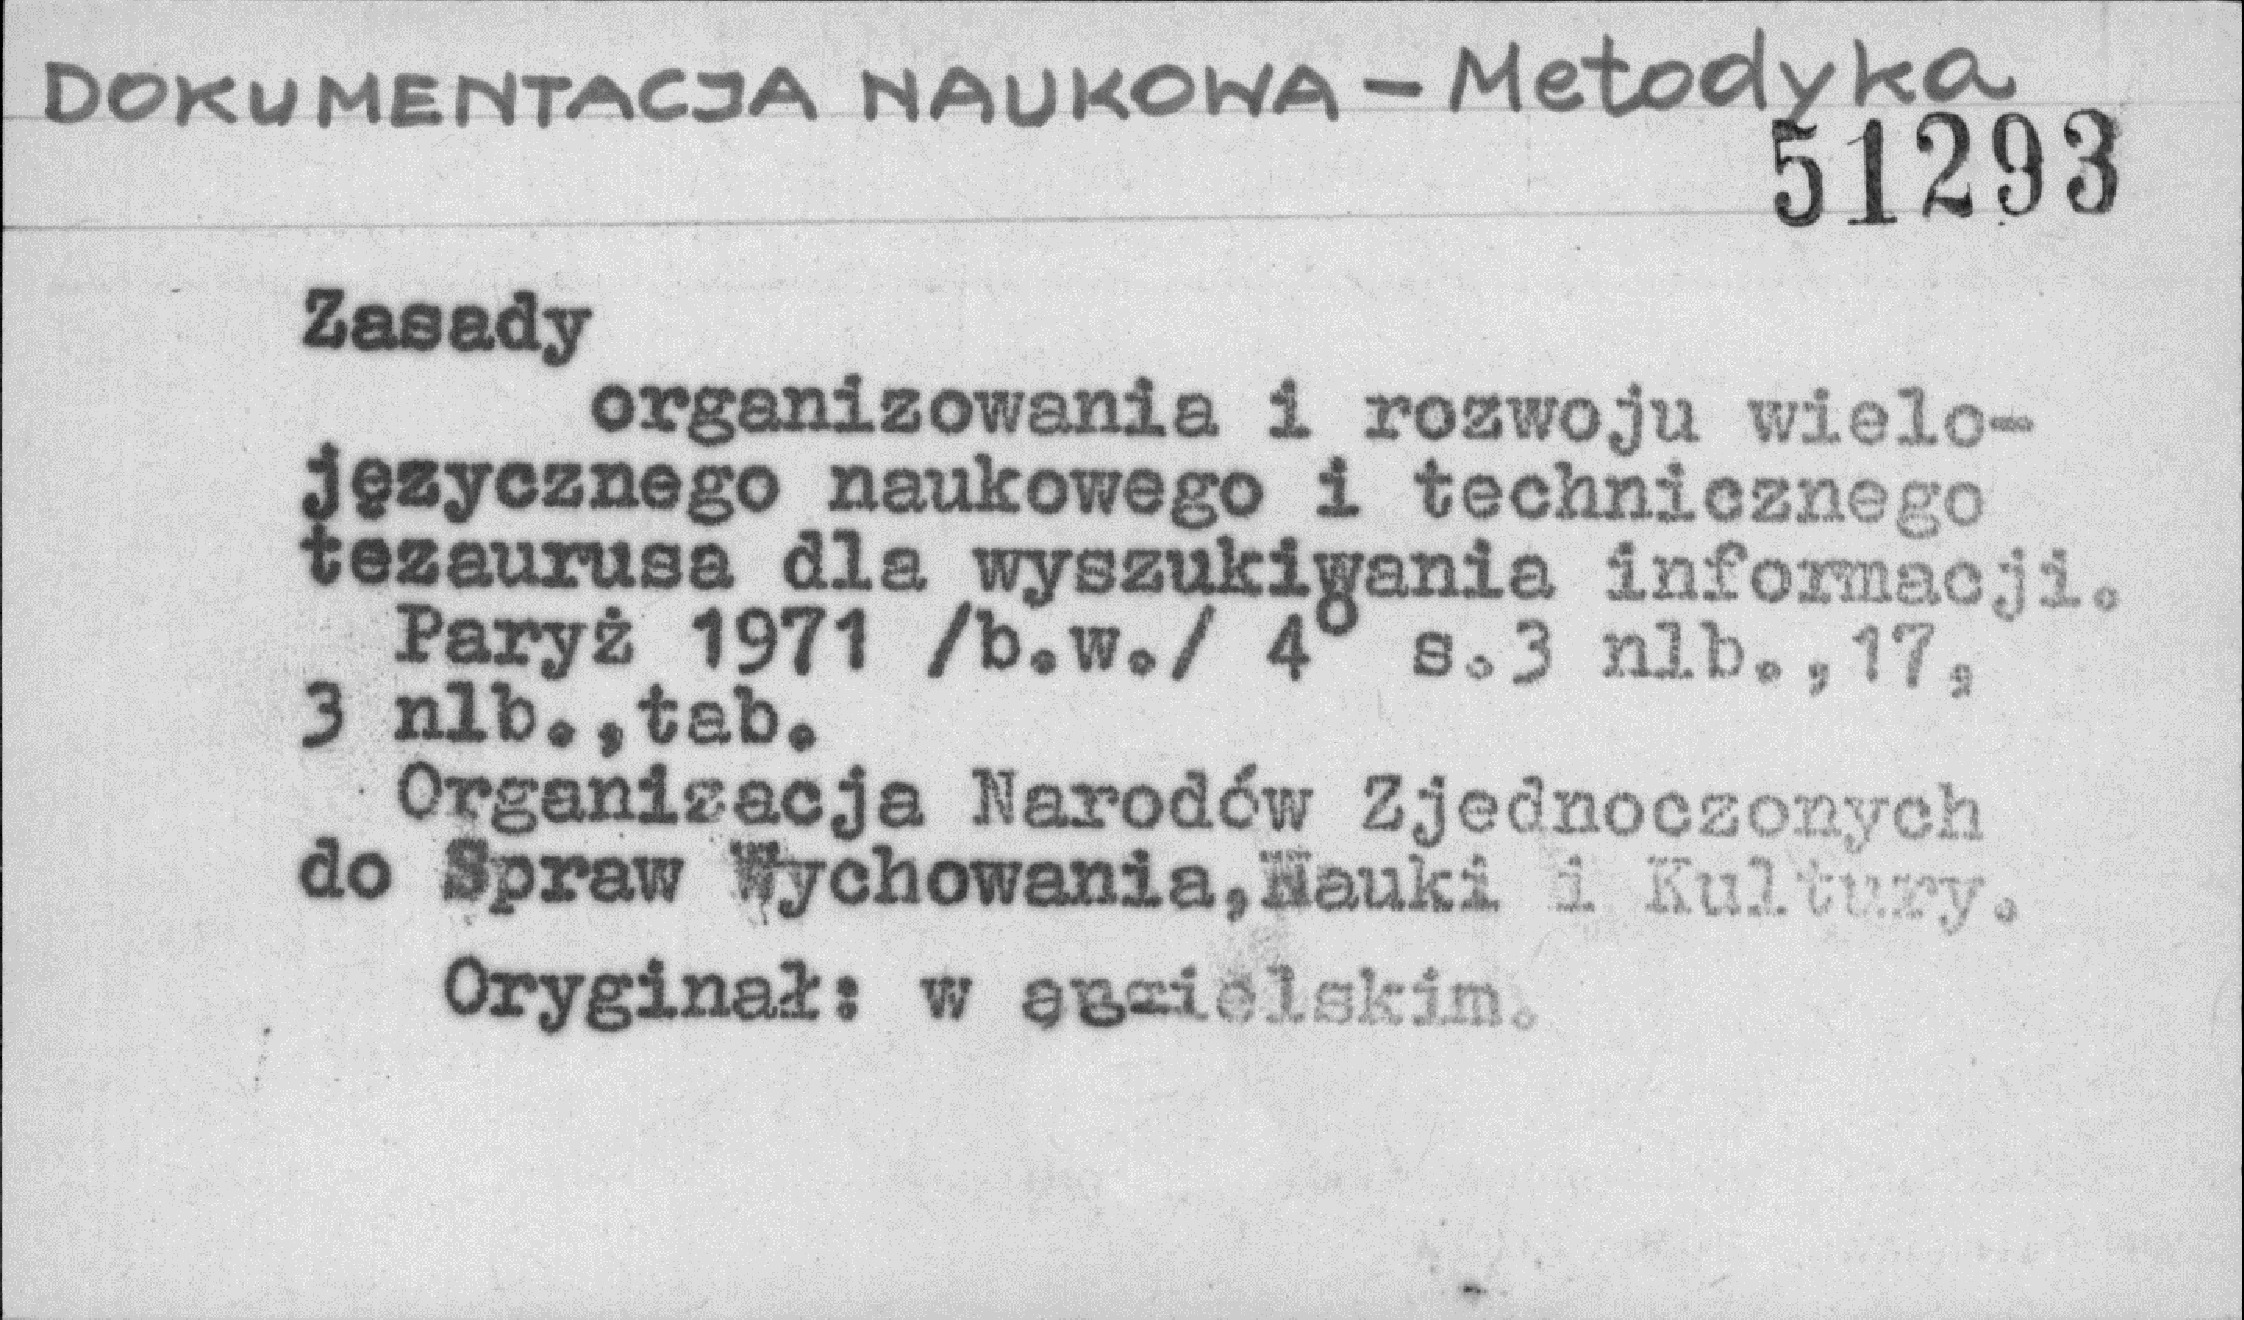 DOKUMENTACJA NAUKOWA – Metodyka
51293
Zasady
organizowania i rozwoju wielo-
języcznego naukowego i technicznego
tezaurusa dla wyszukiwania informacji.
Paryż 1971 /b.w./ 4° s.3 nlb.,17,
3 nlb.,tab.
Organizacja Narodów Zjednoczonych
do Spraw Wychowania,Nauki i Kultury.
Oryginał: w angielskim.